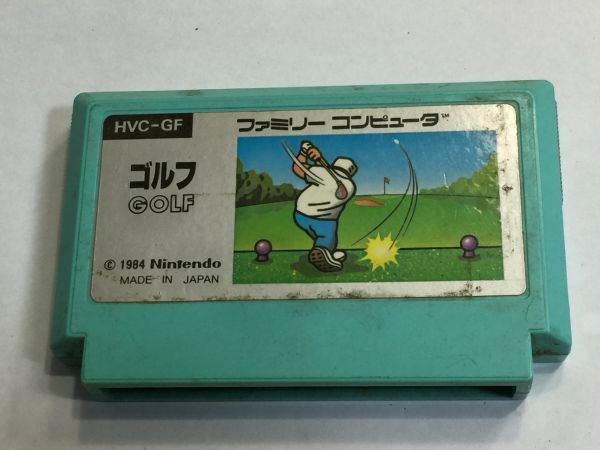 HVC-GF
ファミリー コンピュータ™
ゴルフ
GOLF
© 1984 Nintendo
MADE IN JAPAN